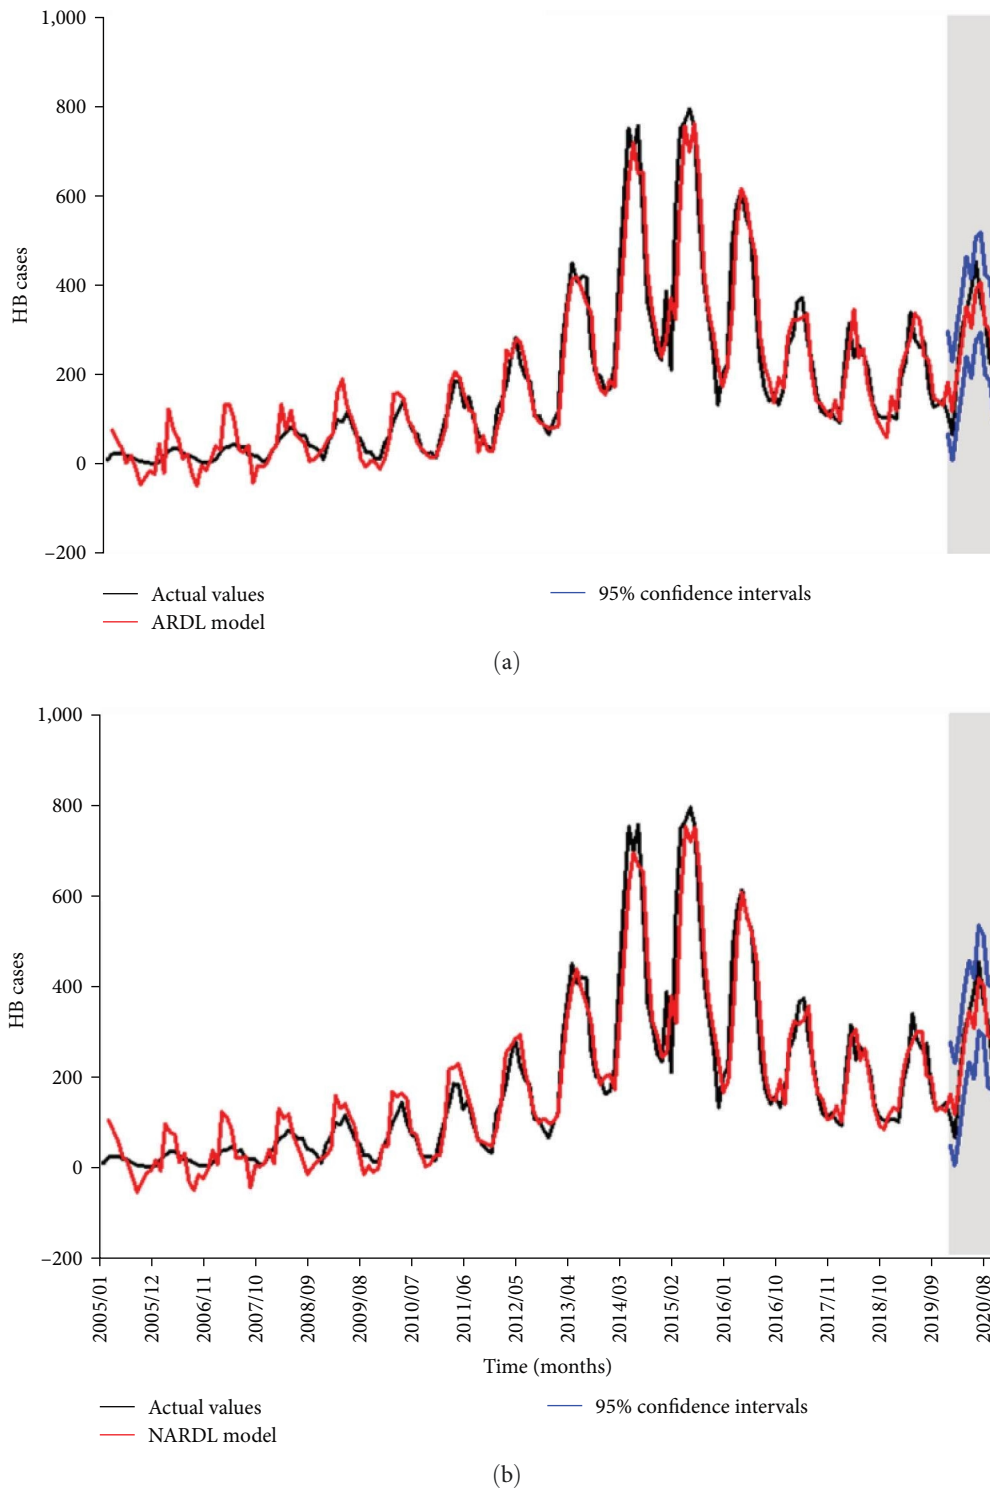 1,000
800
600
400
200
0
–200
HB cases
Actual values
ARDL model
95% confidence intervals
(a)
1,000
800
600
400
200
0
–200
HB cases
2005/01
2005/12
2006/11
2007/10
2008/09
2009/08
2010/07
2011/06
2012/05
2013/04
2014/03
2015/02
2016/01
2016/10
2017/11
2018/10
2019/09
2020/08
Time (months)
Actual values
NARDL model
95% confidence intervals
(b)